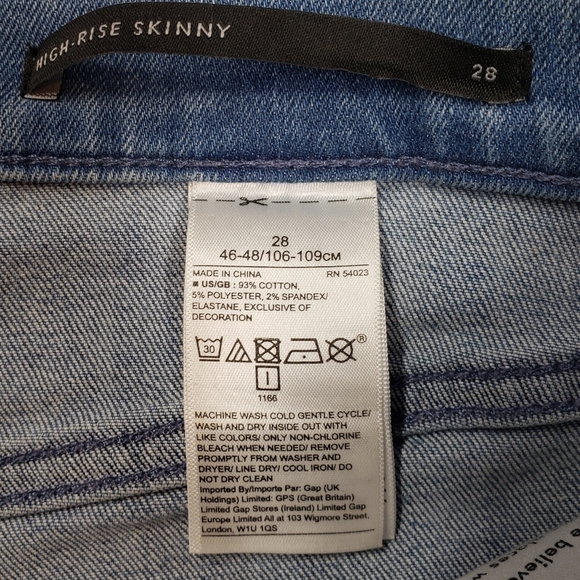 HIGH-RISE SKINNY
28
28
46-48/106-109CM
MADE IN CHINA RN 54023
■ US/GB : 93% COTTON,
5% POLYESTER, 2% SPANDEX/
ELASTANE, EXCLUSIVE OF
DECORATION
30
®
1166
MACHINE WASH COLD GENTLE CYCLE/
WASH AND DRY INSIDE OUT WITH
LIKE COLORS/ ONLY NON-CHLORINE
BLEACH WHEN NEEDED/ REMOVE
PROMPTLY FROM WASHER AND
DRYER/ LINE DRY/ COOL IRON/ DO
NOT DRY CLEAN
Imported By/Importe Par: Gap (UK
Holdings) Limited: GPS (Great Britain)
Limited Gap Stores (Ireland) Limited Gap
Europe Limited All at 103 Wigmore Street,
London, W1U 1QS
believe